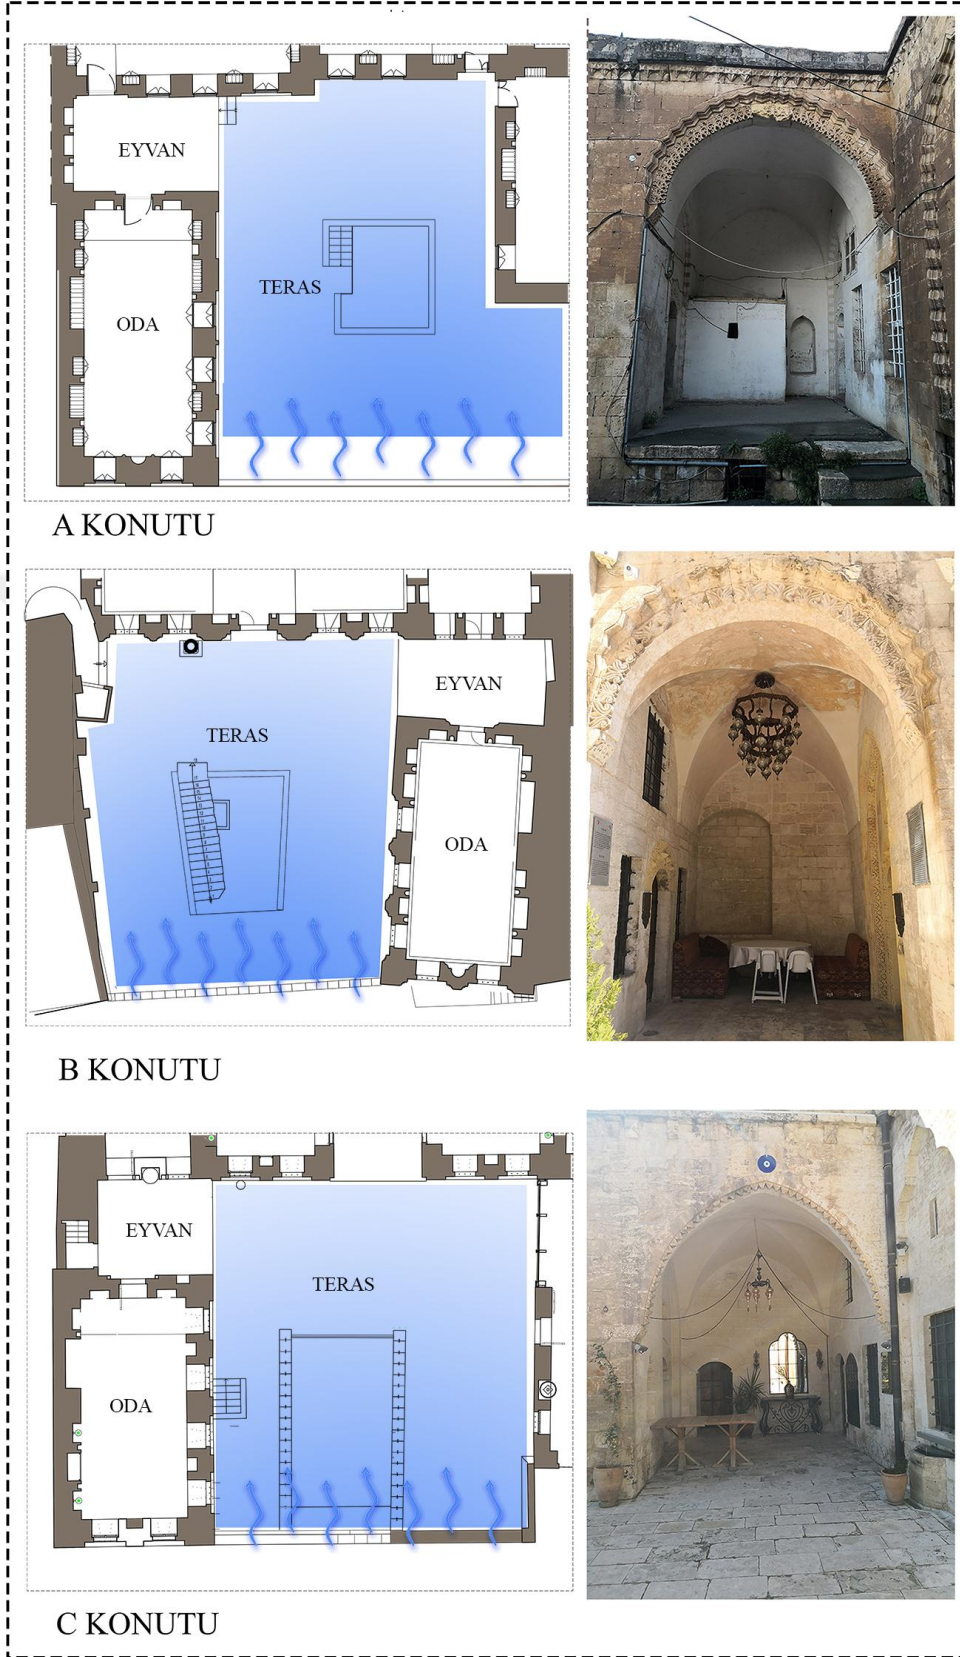 EYVAN
TERAS
ODA
A KONUTU
EYVAN
TERAS
ODA
B KONUTU
EYVAN
TERAS
ODA
C KONUTU